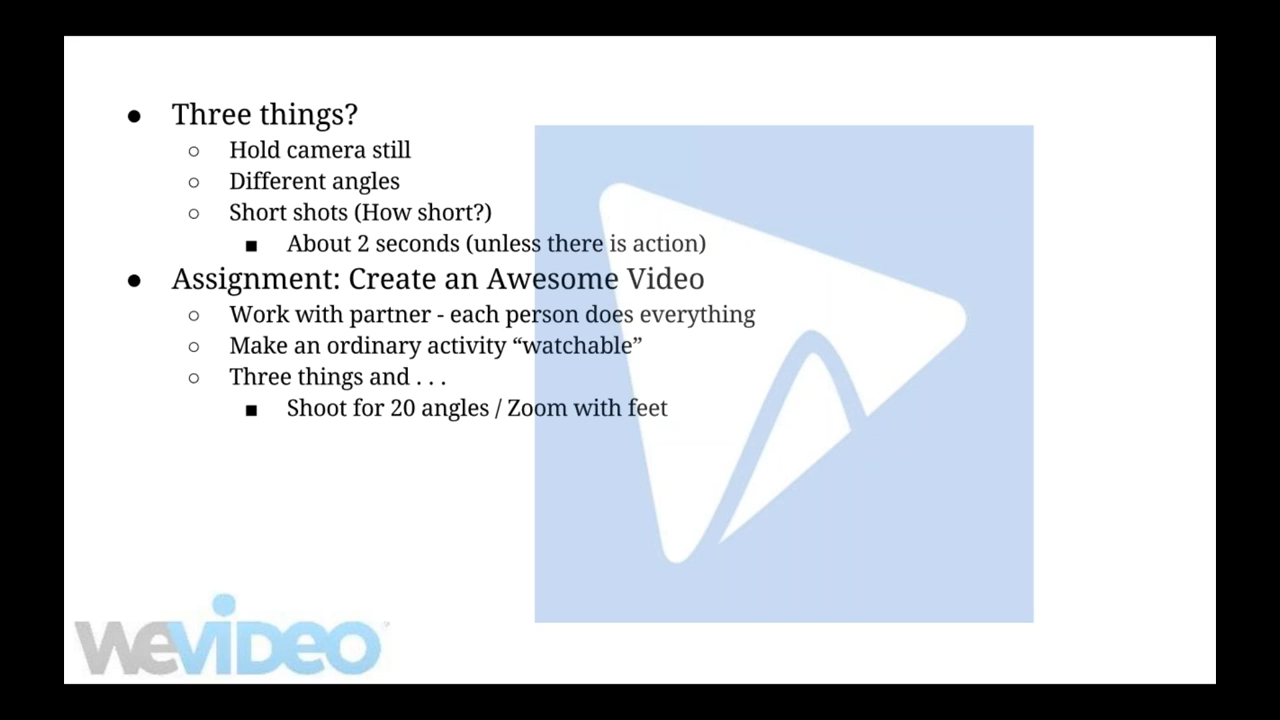 ● Three things?
○ Hold camera still
○ Different angles
○ Short shots (How short?)
■ About 2 seconds (unless there is action)
● Assignment: Create an Awesome Video
○ Work with partner - each person does everything
○ Make an ordinary activity “watchable”
○ Three things and . . .
■ Shoot for 20 angles / Zoom with feet
WEVIDEO